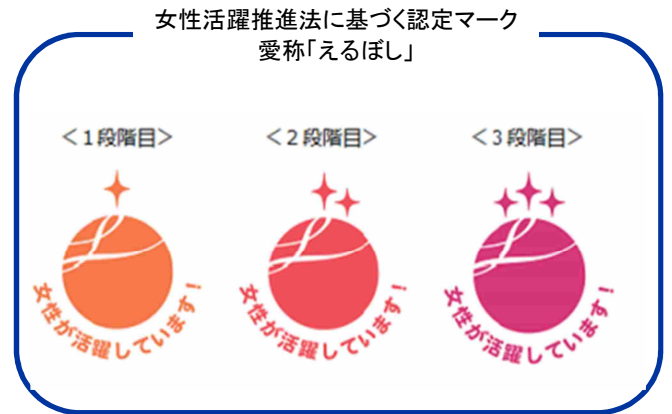 女性活躍推進法に基づく認定マーク
愛称「えるぼし」
＜1段階目＞
＜2段階目＞
＜3段階目＞
女性が活躍しています！
女性が活躍しています！
女性が活躍しています！